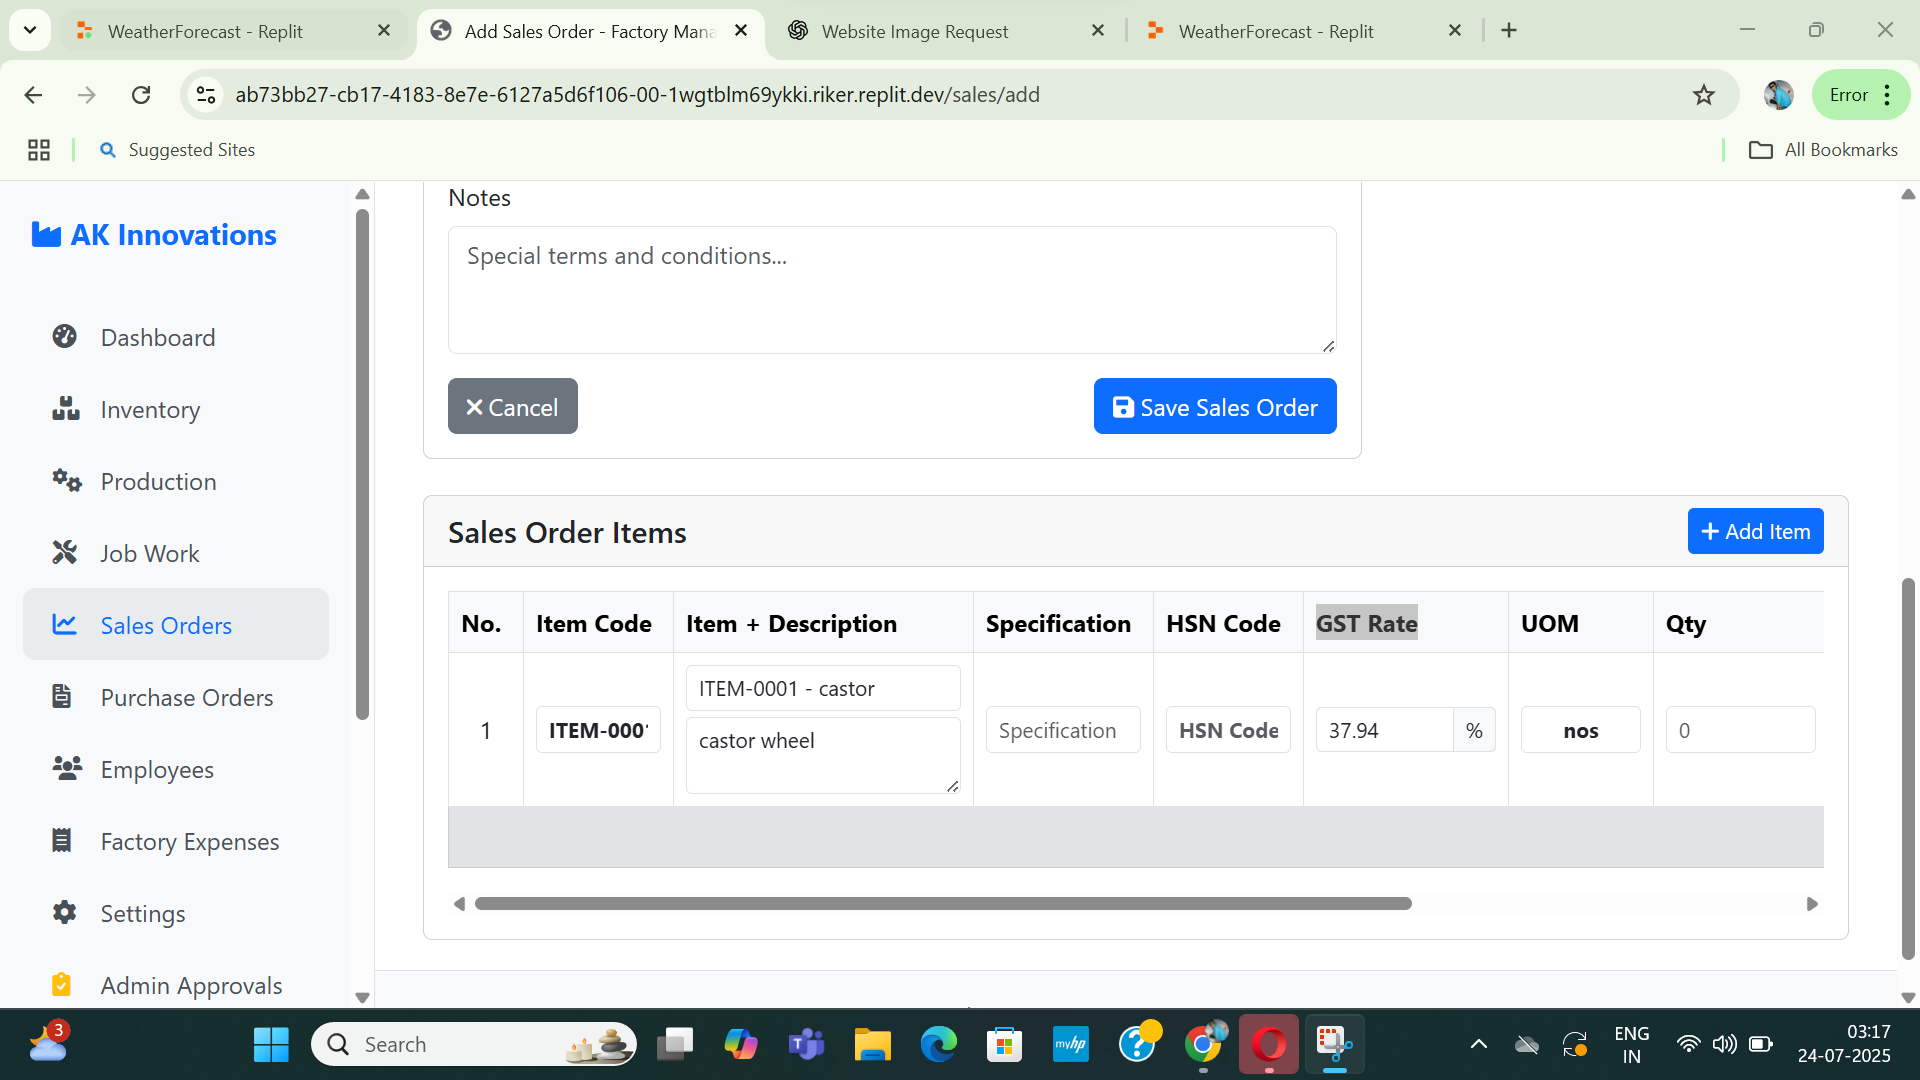 WeatherForecast - Replit
Add Sales Order - Factory Mana
Website Image Request
WeatherForecast - Replit
ab73bb27-cb17-4183-8e7e-6127a5d6f106-00-1wgtblm69ykki.riker.replit.dev/sales/add
Error
Suggested Sites
All Bookmarks
AK Innovations
Dashboard
Inventory
Production
Job Work
Sales Orders
Purchase Orders
Employees
Factory Expenses
Settings
Admin Approvals
Notes
Special terms and conditions...
Cancel
Save Sales Order
Sales Order Items
Add Item
No. Item Code Item + Description Specification HSN Code GST Rate UOM Qty
1 ITEM-0001 ITEM-0001 - castor Specification HSN Code 37.94 % nos 0
castor wheel
3
Search
myhp
ENG
IN
03:17
24-07-2025